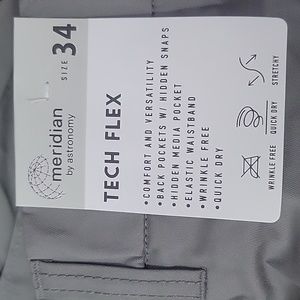 meridian
by astronomy
SIZE 34
TECH FLEX
•COMFORT AND VERSATILITY
•BACK POCKETS W/ HIDDEN SNAPS
•HIDDEN MEDIA POCKET
•ELASTIC WAISTBAND
•WRINKLE FREE
•QUICK DRY
WRINKLE FREE
QUICK DRY
STRETCHY